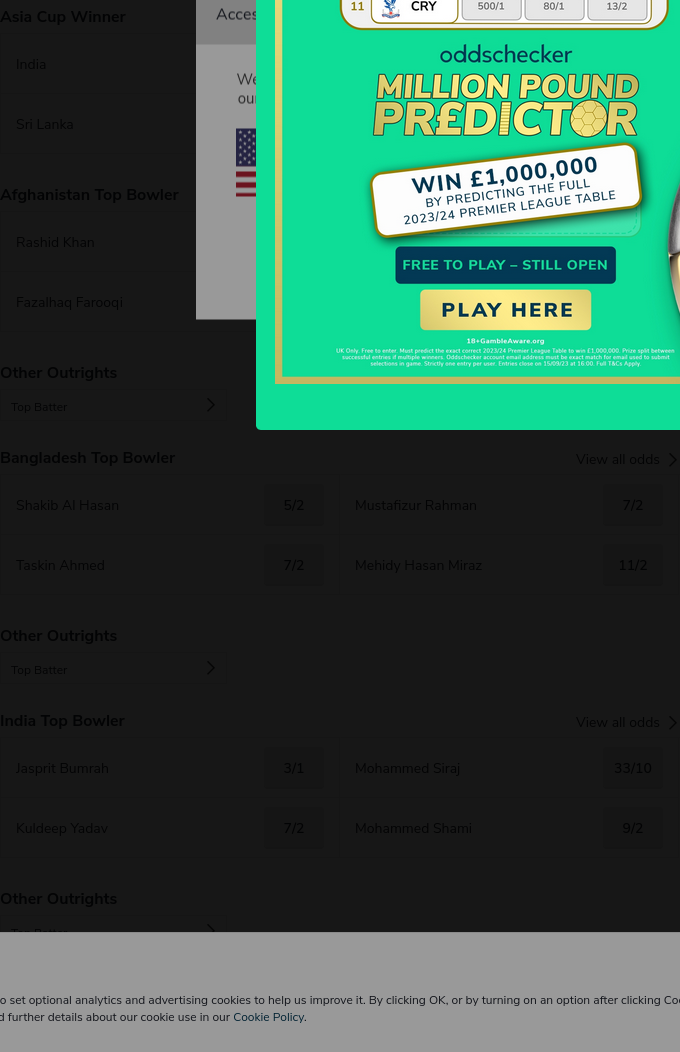 Asia Cup Winner
India
Sri Lanka
Afghanistan Top Bowler
Rashid Khan
Fazalhaq Farooqi
Other Outrights
Top Batter
11 CRY 500/1 80/1 13/2
oddschecker
MILLION POUND
PR£DICTOR
WIN £1,000,000
BY PREDICTING THE FULL
2023/24 PREMIER LEAGUE TABLE
FREE TO PLAY – STILL OPEN
PLAY HERE
18+GambleAware.org
UK Only. Free to enter. Must predict the exact correct 2023/24 Premier League Table to win £1,000,000. Prize split between
successful entries if multiple winners. Oddschecker account email address must be exact match for email used to submit
selections in game. Strictly one entry per user. Entries close on 15/09/23 at 16:00. Full T&Cs Apply.
Bangladesh Top Bowler View all odds
Shakib Al Hasan 5/2 Mustafizur Rahman 7/2
Taskin Ahmed 7/2 Mehidy Hasan Miraz 11/2
Other Outrights
Top Batter
India Top Bowler View all odds
Jasprit Bumrah 3/1 Mohammed Siraj 33/10
Kuldeep Yadav 7/2 Mohammed Shami 9/2
Other Outrights
Top Batter
to set optional analytics and advertising cookies to help us improve it. By clicking OK, or by turning on an option after clicking Coo
d further details about our cookie use in our Cookie Policy.